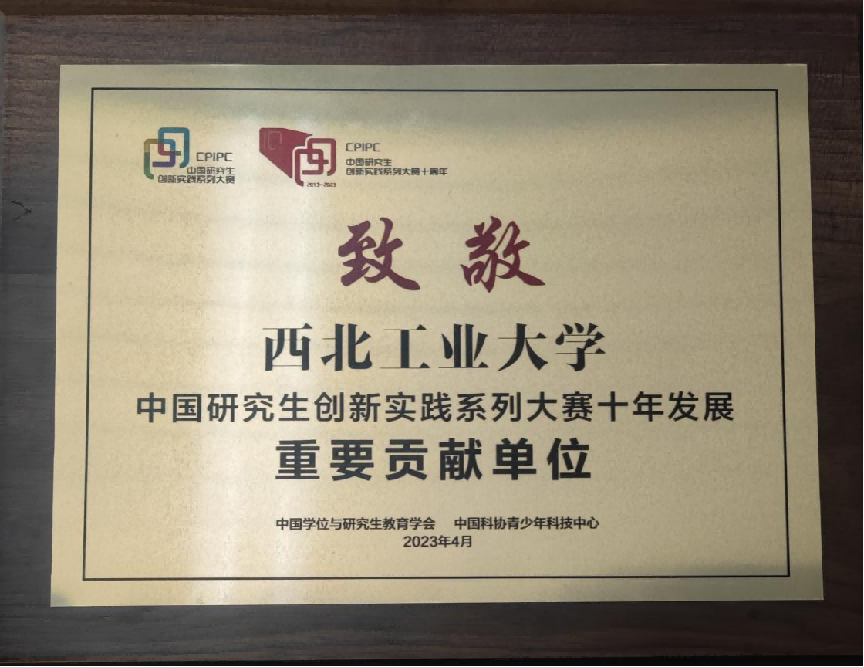 CPIPC
中国研究生
创新实践系列大赛
CPIPC
中国研究生
创新实践系列大赛十周年
2013-2023
致敬
西北工业大学
中国研究生创新实践系列大赛十年发展
重要贡献单位
中国学位与研究生教育学会 中国科协青少年科技中心
2023年4月